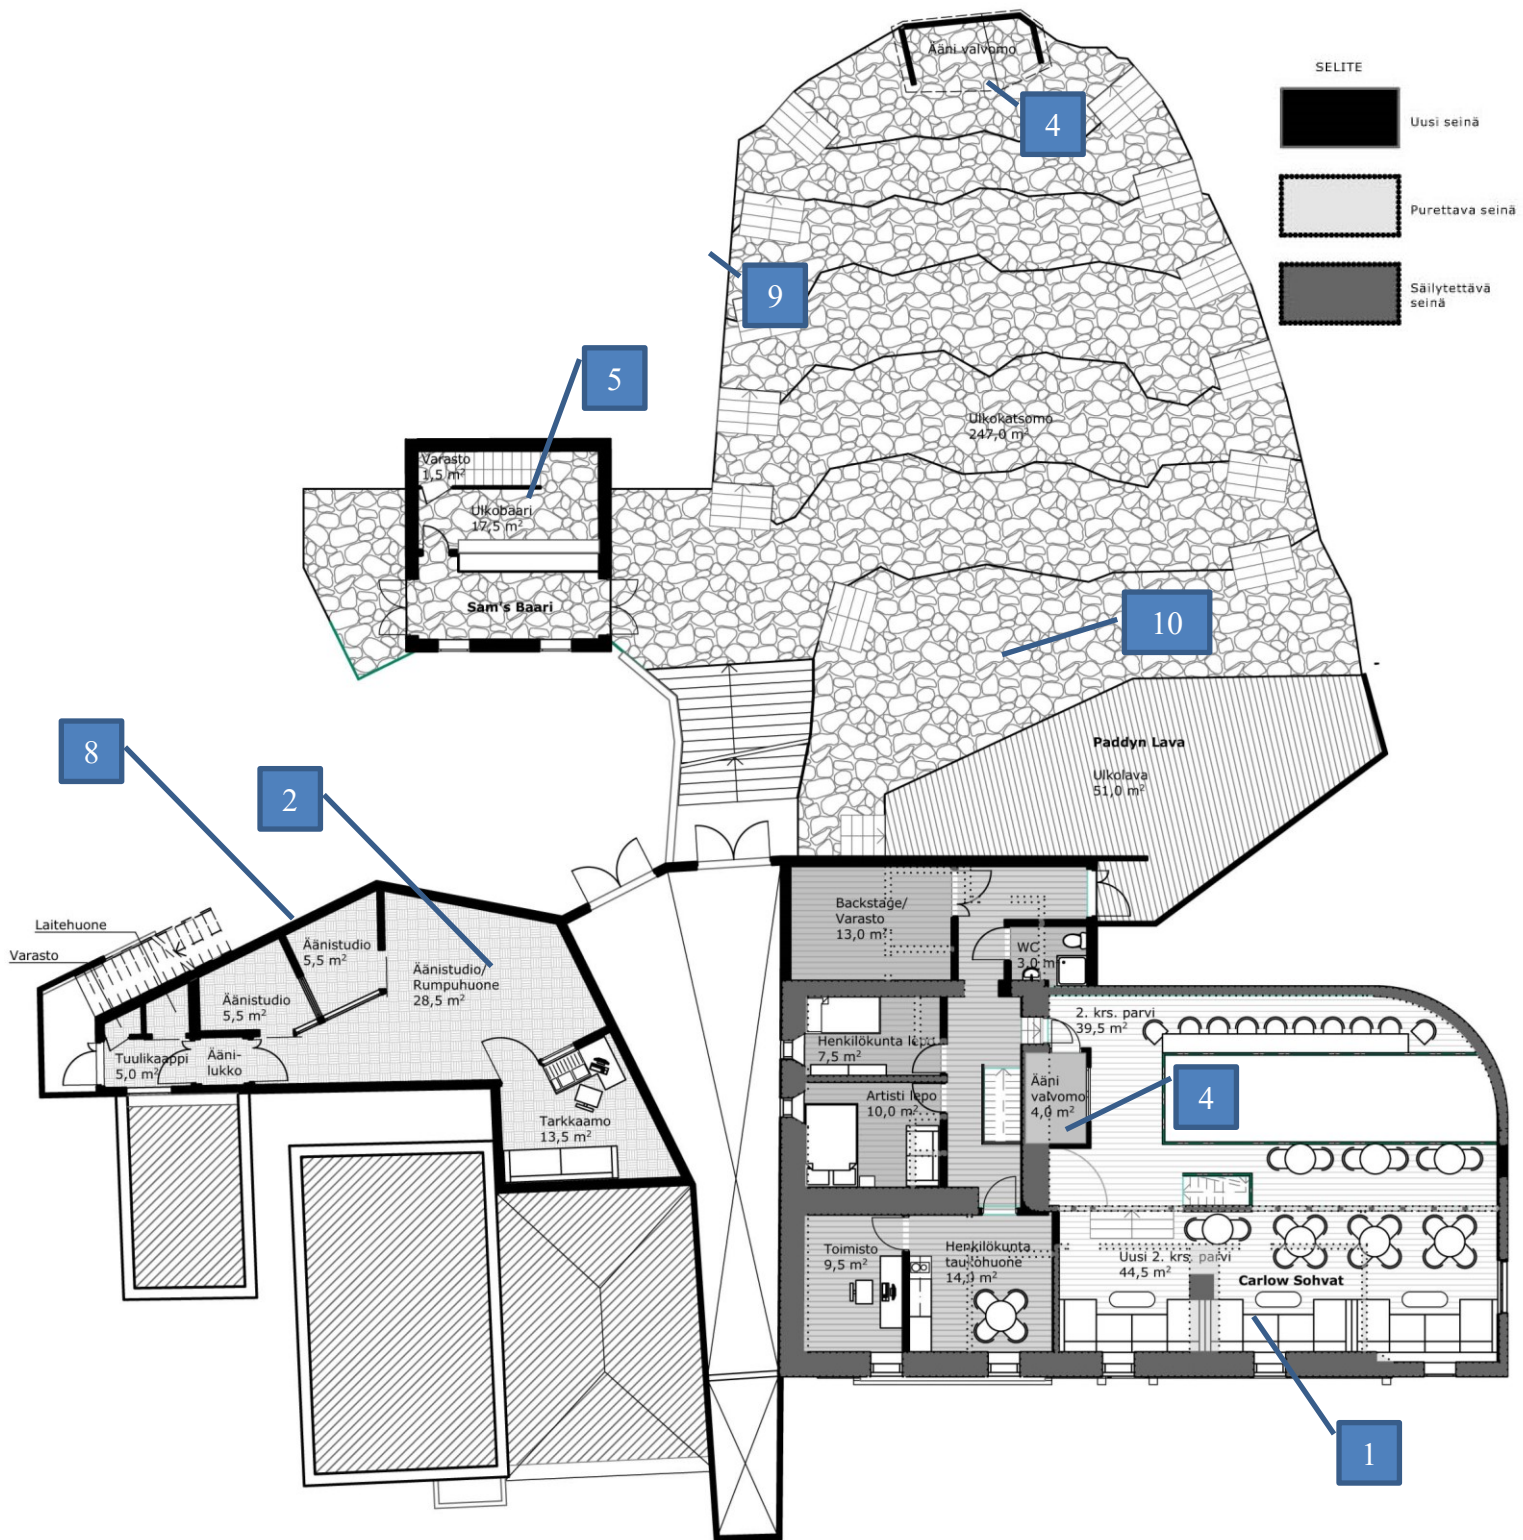 Ääni valvomo
4
SELITE
Uusi seinä
Purettava seinä
Säilytettävä
seinä
9
5
Ulkokatsomo
247,0 m²
Varasto
1,5 m²
Ulkobaari
17,5 m²
Sam's Baari
10
8
2
Paddyn Lava
Ulkolava
51,0 m²
Laitehuone
Varasto
Äänistudio
5,5 m²
Äänistudio/
Rumpuhuone
28,5 m²
Äänistudio
5,5 m²
Tuulikaappi
5,0 m²
Ääni-
lukko
Tarkkaamo
13,5 m²
Backstage/
Varasto
13,0 m²
WC
3,0 m²
2. krs. parvi
39,5 m²
Henkilökunta lepo
7,5 m²
Artisti lepo
10,0 m²
Ääni
valvomo
4,0 m²
4
Toimisto
9,5 m²
Henkilökunta
taukohuone
14,0 m²
Uusi 2. krs. parvi
44,5 m²
Carlow Sohvat
1